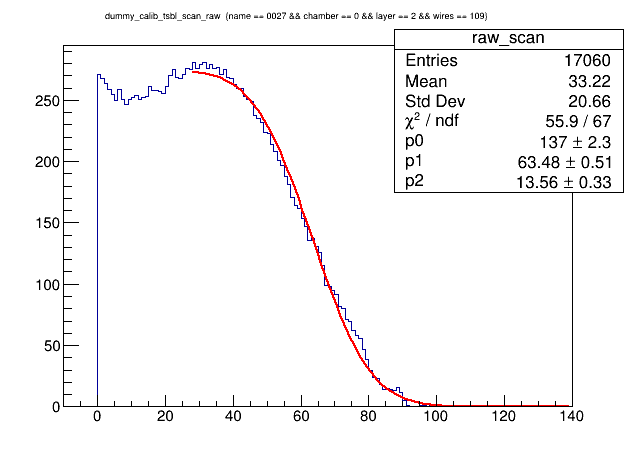 dummy_calib_tsbl_scan_raw (name == 0027 && chamber == 0 && layer == 2 && wires == 109)
raw_scan
Entries 17060
Mean 33.22
Std Dev 20.66
χ² / ndf 55.9 / 67
p0 137 ± 2.3
p1 63.48 ± 0.51
p2 13.56 ± 0.33
250
200
150
100
50
0
0 20 40 60 80 100 120 140